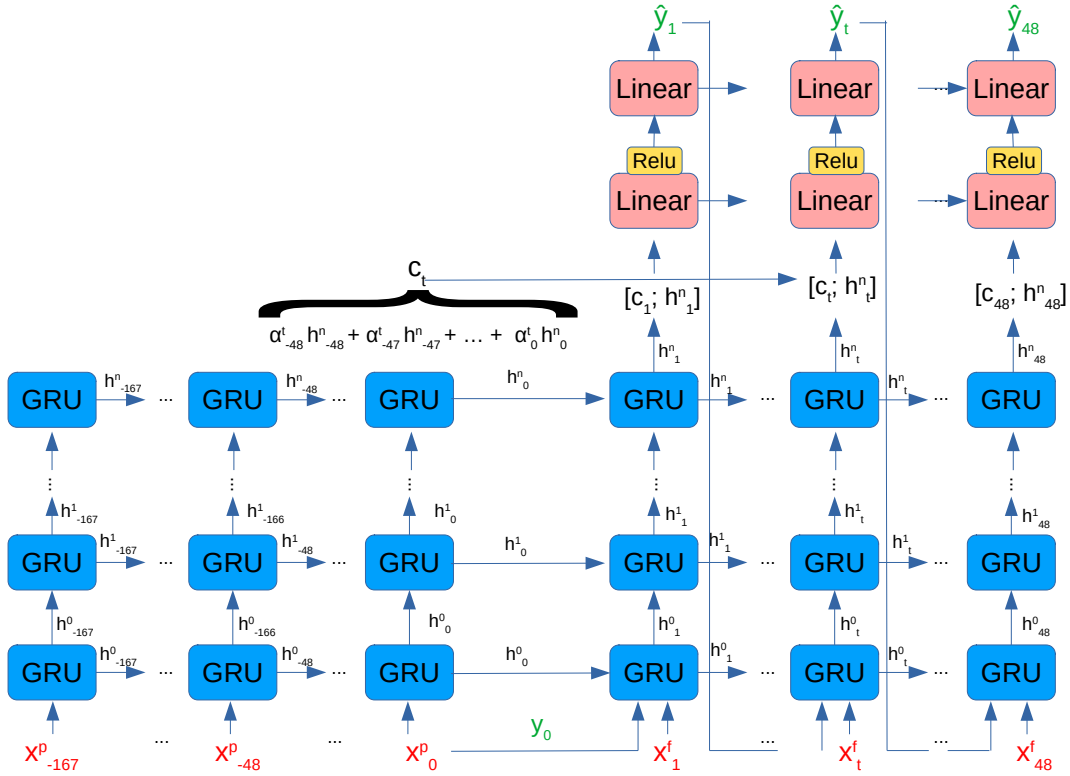 ŷ₁ ŷₜ ŷ₄₈
Linear Linear ... Linear
Relu Relu Relu
Linear Linear ... Linear
cₜ
[c₁; hⁿ₁] [cₜ; hⁿₜ] [c₄₈; hⁿ₄₈]
αᵗ₋₄₈ hⁿ₋₄₈ + αᵗ₋₄₇ hⁿ₋₄₇ + ... + αᵗ₀ hⁿ₀
hⁿ₁ hⁿₜ hⁿ₄₈
hⁿ₋₁₆₇ hⁿ₋₄₈ hⁿ₀ hⁿ₁ hⁿₜ
GRU ... GRU ... GRU GRU ... GRU ... GRU
... ... ... ... ... ...
h¹₋₁₆₇ h¹₋₁₆₆ h¹₀ h¹₁ h¹ₜ h¹₄₈
h¹₋₁₆₇ h¹₋₄₈ h¹₀ h¹₁ h¹ₜ
GRU ... GRU ... GRU GRU ... GRU ... GRU
h⁰₋₁₆₇ h⁰₋₁₆₆ h⁰₀ h⁰₁ h⁰ₜ h⁰₄₈
h⁰₋₁₆₇ h⁰₋₄₈ h⁰₀ h⁰₁ h⁰ₜ
GRU ... GRU ... GRU GRU ... GRU ... GRU
y₀
xᵖ₋₁₆₇ ... xᵖ₋₄₈ ... xᵖ₀ xᶠ₁ ... xᶠₜ ... xᶠ₄₈